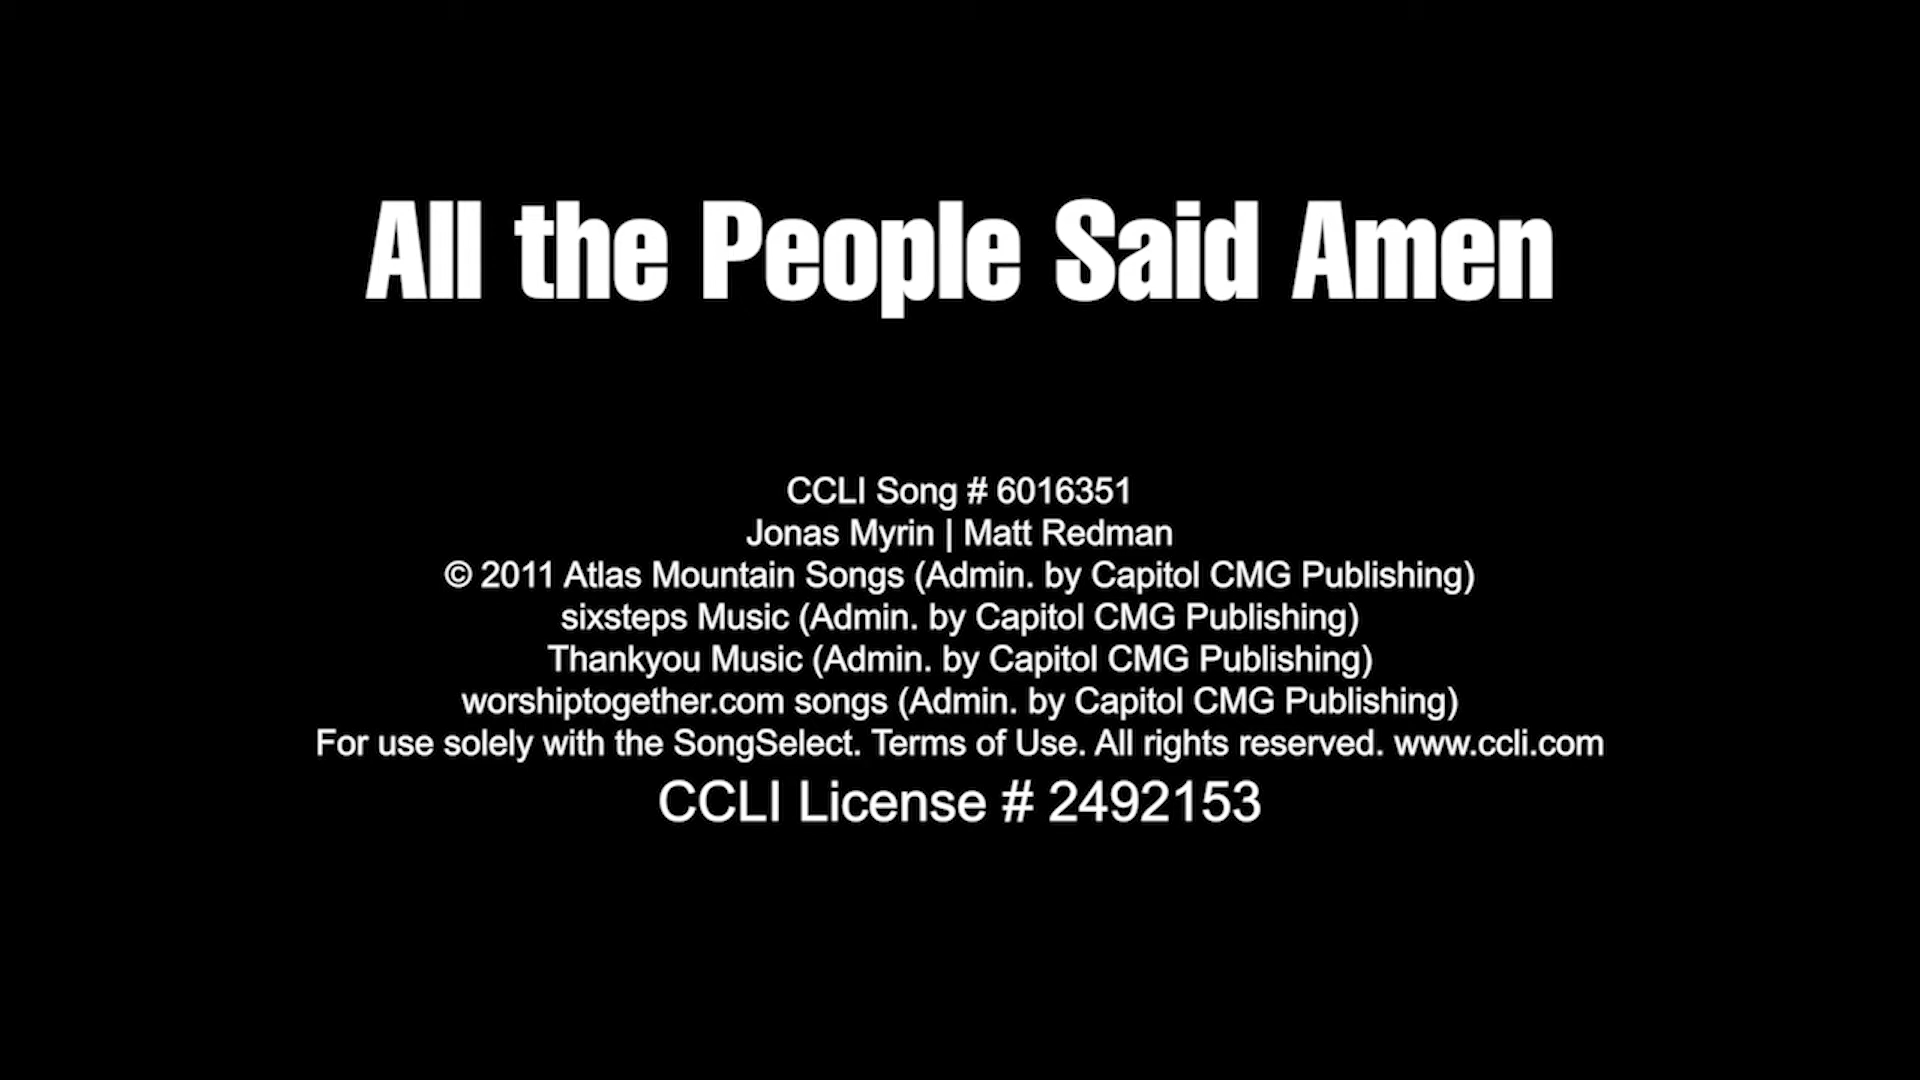 All the People Said Amen
CCLI Song # 6016351
Jonas Myrin | Matt Redman
© 2011 Atlas Mountain Songs (Admin. by Capitol CMG Publishing)
sixsteps Music (Admin. by Capitol CMG Publishing)
Thankyou Music (Admin. by Capitol CMG Publishing)
worshiptogether.com songs (Admin. by Capitol CMG Publishing)
For use solely with the SongSelect. Terms of Use. All rights reserved. www.ccli.com
CCLI License # 2492153